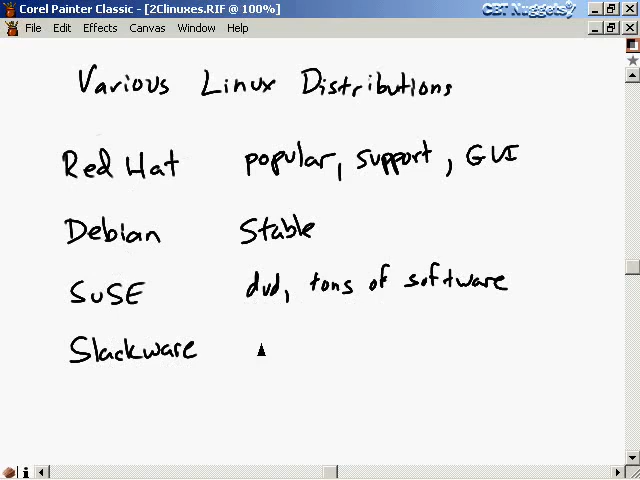 Corel Painter Classic - [2Clinuxes.RIF @ 100%]
CBT Nuggets
File Edit Effects Canvas Window Help
Various Linux Distributions
Red Hat popular, support, GUI
Debian Stable
SuSE dvd, tons of software
Slackware